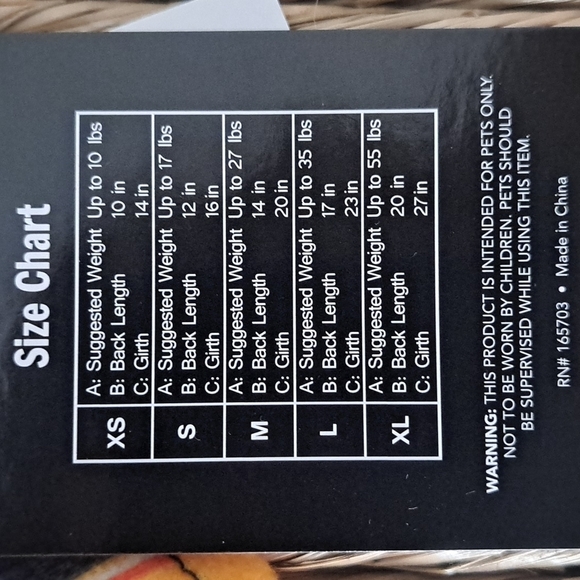 Size Chart
XS
A: Suggested Weight Up to 10 lbs
B: Back Length 10 in
C: Girth 14 in
S
A: Suggested Weight Up to 17 lbs
B: Back Length 12 in
C: Girth 16 in
M
A: Suggested Weight Up to 27 lbs
B: Back Length 14 in
C: Girth 20 in
L
A: Suggested Weight Up to 35 lbs
B: Back Length 17 in
C: Girth 23 in
XL
A: Suggested Weight Up to 55 lbs
B: Back Length 20 in
C: Girth 27 in
WARNING: THIS PRODUCT IS INTENDED FOR PETS ONLY.
NOT TO BE WORN BY CHILDREN. PETS SHOULD
BE SUPERVISED WHILE USING THIS ITEM.
RN# 165703 • Made in China